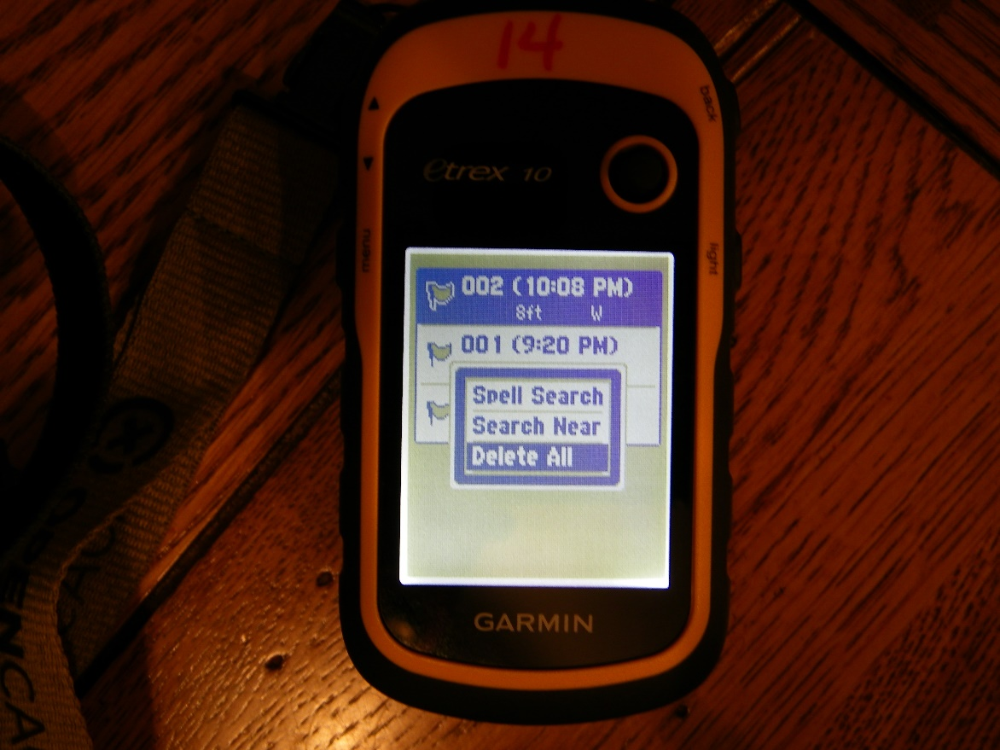 14
back
etrex 10
menu
light
002 (10:08 PM)
8ft W
001 (9:20 PM)
Spell Search
Search Near
Delete All
GARMIN